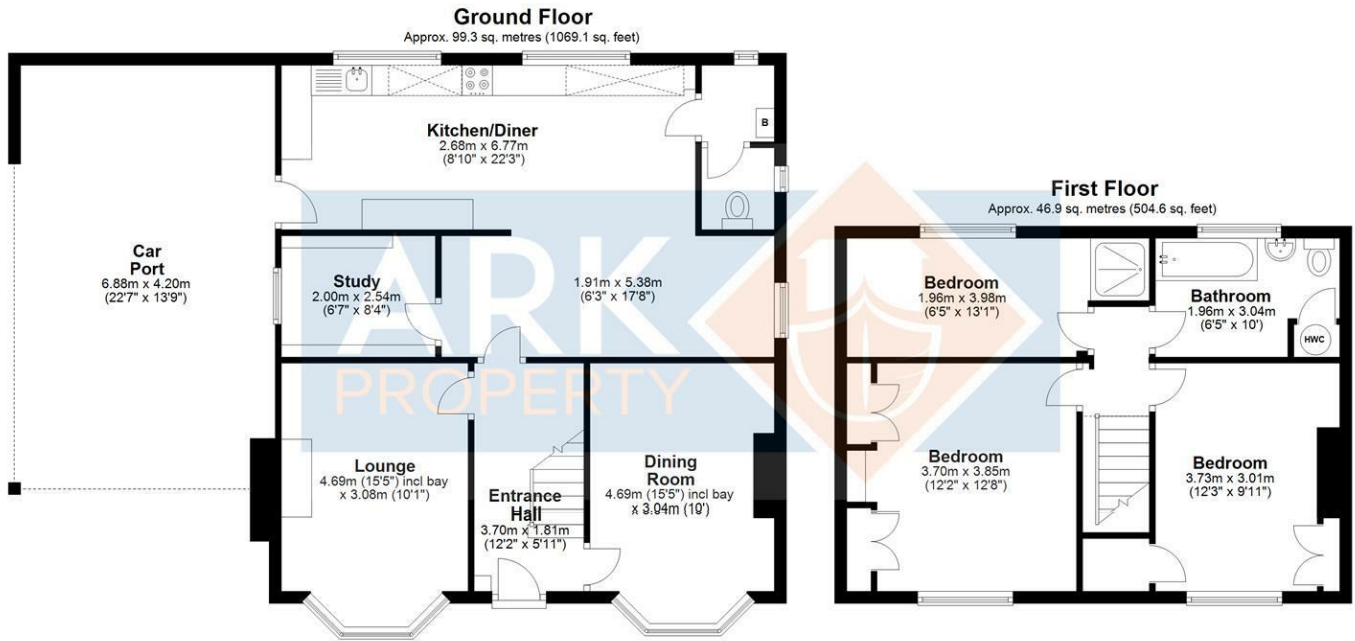 Ground Floor
Approx. 99.3 sq. metres (1069.1 sq. feet)
Kitchen/Diner
2.68m x 6.77m
(8'10" x 22'3")
B
Car
Port
6.88m x 4.20m
(22'7" x 13'9")
Study
2.00m x 2.54m
(6'7" x 8'4")
1.91m x 5.38m
(6'3" x 17'8")
Lounge
4.69m (15'5") incl bay
x 3.08m (10'1")
Entrance
Hall
3.70m x 1.81m
(12'2" x 5'11")
Dining
Room
4.69m (15'5") incl bay
x 3.04m (10')
First Floor
Approx. 46.9 sq. metres (504.6 sq. feet)
Bedroom
1.96m x 3.98m
(6'5" x 13'1")
Bathroom
1.96m x 3.04m
(6'5" x 10')
HWC
Bedroom
3.70m x 3.85m
(12'2" x 12'8")
Bedroom
3.73m x 3.01m
(12'3" x 9'11")
ARK
PROPERTY